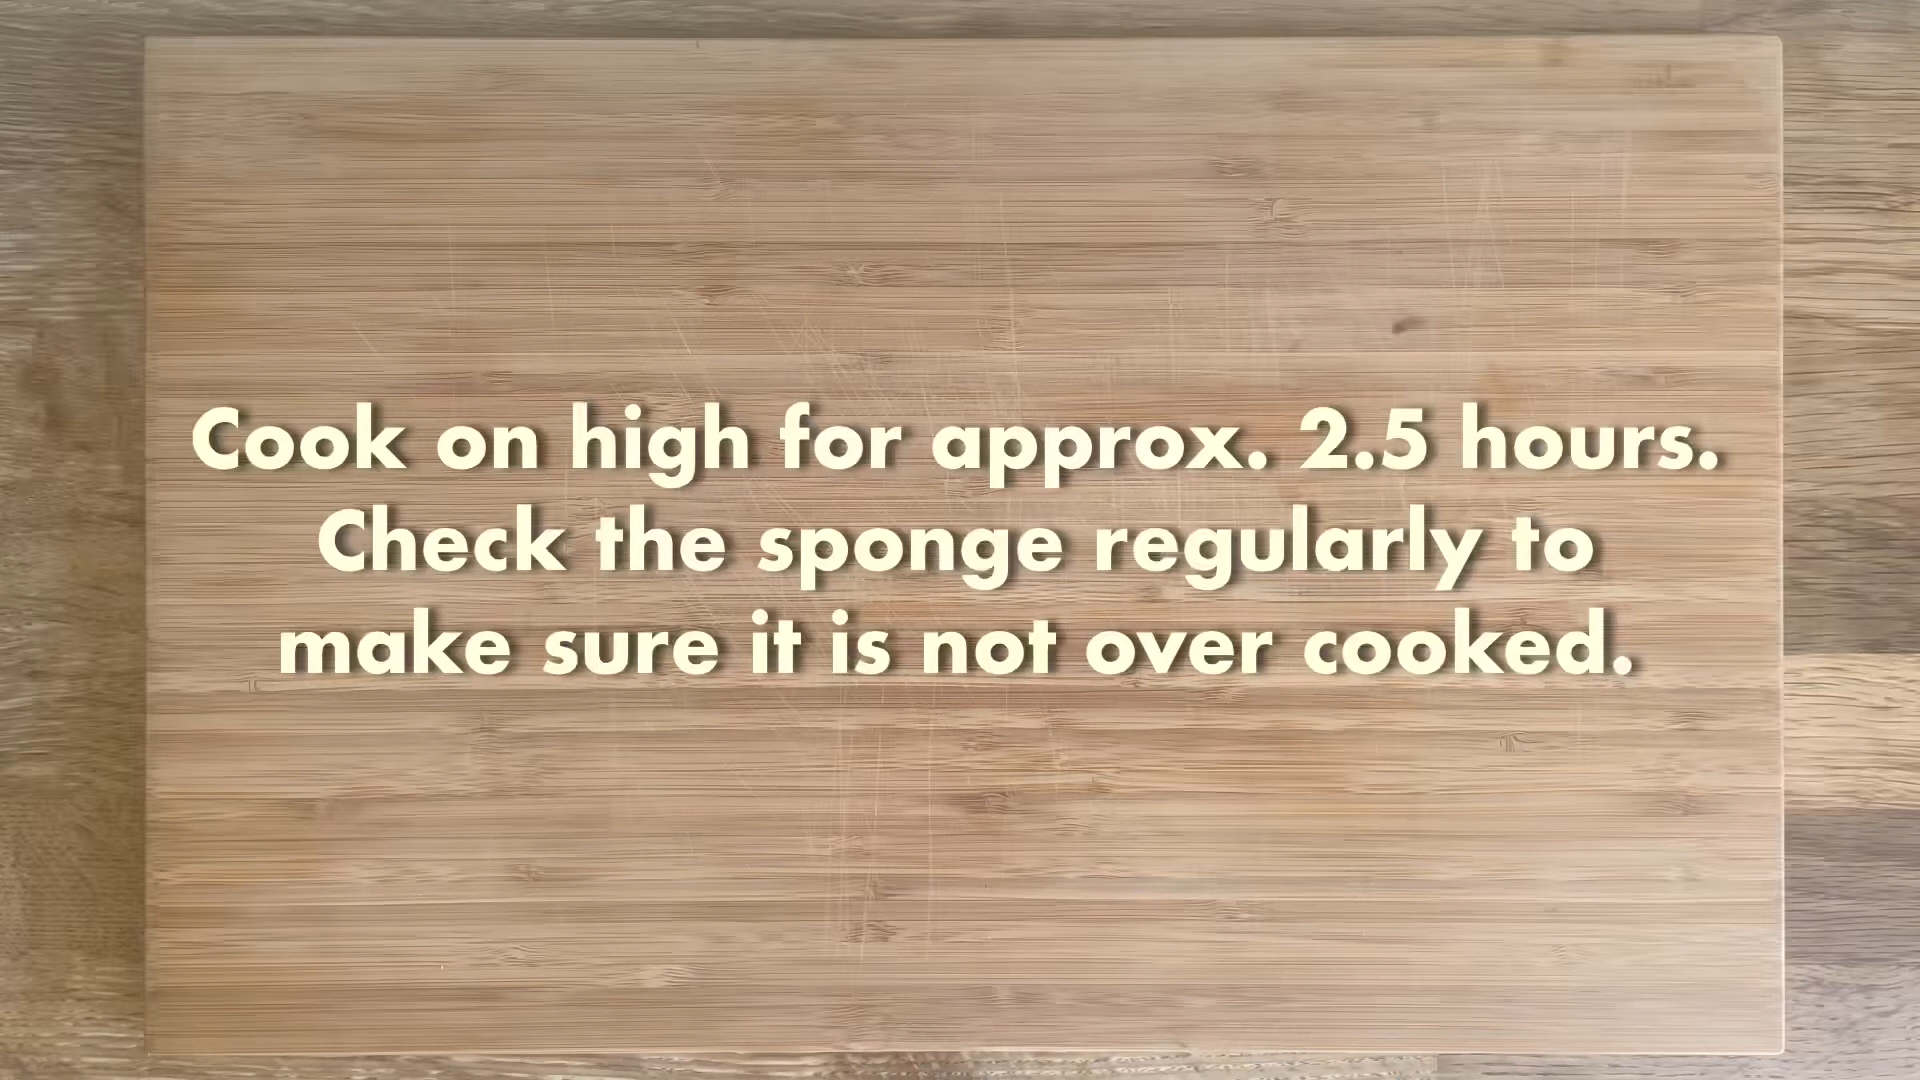 Cook on high for approx. 2.5 hours.
Check the sponge regularly to
make sure it is not over cooked.